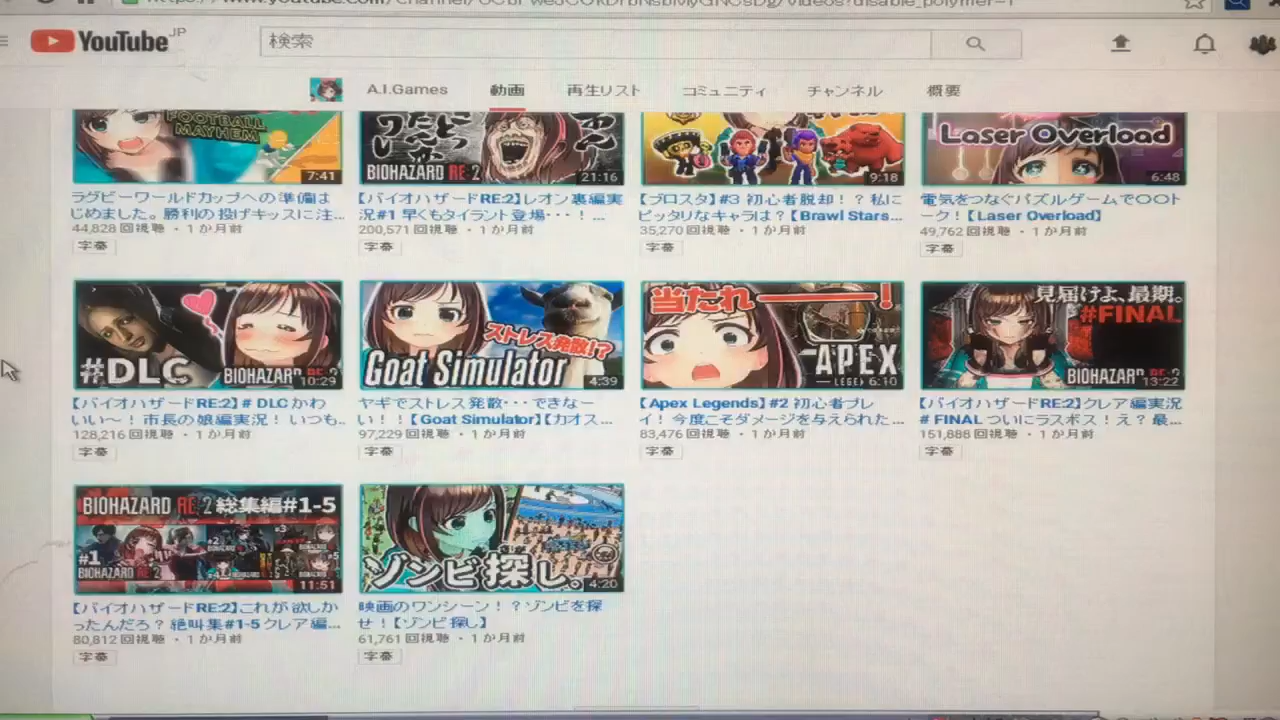 YouTube JP
検索
A.I.Games 動画 再生リスト コミュニティ チャンネル 概要
FOOTBALL
MAYHEM
7:41
BIOHAZARD RE:2
21:16
9:18
Laser Overload
6:48
ラグビーワールドカップへの準備は
じめました。勝利の投げキッスに注...
44,828 回視聴 ・ 1 か月前
字幕
【バイオハザードRE:2】レオン裏編実
況#1 早くもタイラント登場・・・！ ...
200,571 回視聴 ・ 1 か月前
字幕
【ブロスタ】#3 初心者脱却！？私に
ピッタリなキャラは？【Brawl Stars...
35,270 回視聴 ・ 1 か月前
字幕
電気をつなぐパズルゲームで〇〇ト
ーク！【Laser Overload】
49,762 回視聴 ・ 1 か月前
字幕
#DLC
BIOHAZARD RE:2
10:29
ストレス発散!?
Goat Simulator
4:39
当たれ――――!
APEX
6:10
見届けよ、最期。
#FINAL
BIOHAZARD RE:2
13:22
【バイオハザードRE:2】# DLC かわ
いい～！市長の娘編実況！いつも...
128,216 回視聴 ・ 1 か月前
字幕
ヤギでストレス発散・・・できなー
い！！【Goat Simulator】【カオス...
97,229 回視聴 ・ 1 か月前
字幕
【Apex Legends】#2 初心者プレ
イ！今度こそダメージを与えられた...
83,476 回視聴 ・ 1 か月前
字幕
【バイオハザードRE:2】クレア編実況
# FINAL ついにラスボス！え？最...
151,888 回視聴 ・ 1 か月前
字幕
BIOHAZARD RE:2 総集編#1-5
#1
#2
#3
#5
BIOHAZARD RE:2
11:51
ゾンビ探し。
4:20
【バイオハザードRE:2】これが欲しか
ったんだろ？ 絶叫集#1-5 クレア編...
80,812 回視聴 ・ 1 か月前
字幕
映画のワンシーン！？ゾンビを探
せ！【ゾンビ探し】
61,761 回視聴 ・ 1 か月前
字幕